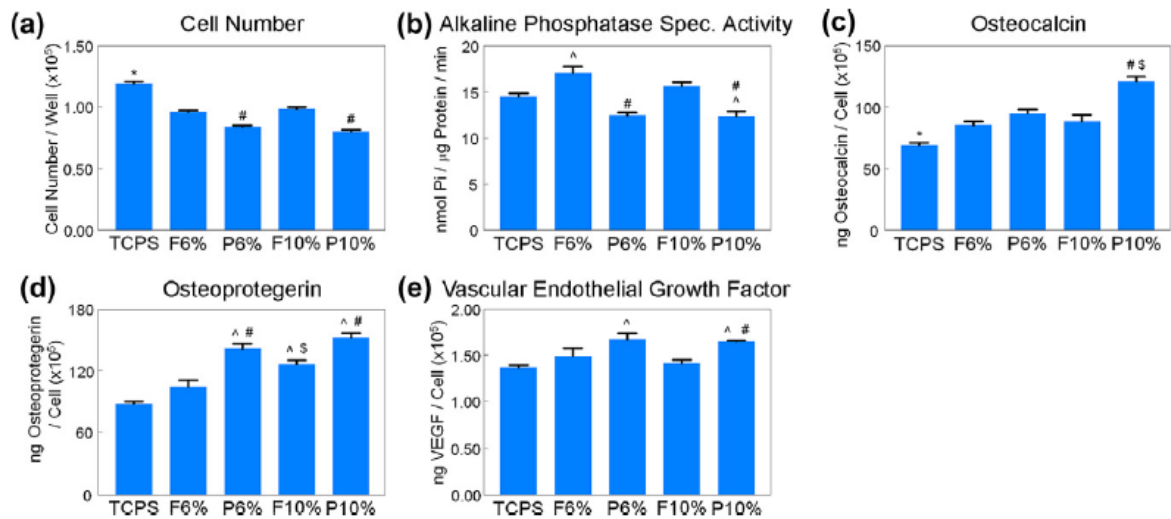 (a) Cell Number
Cell Number / Well (x10⁵)
1.50
1.00
0.50
0.00
*
#
#
TCPS F6% P6% F10% P10%
(b) Alkaline Phosphatase Spec. Activity
nmol Pi / µg Protein / min
20
15
10
5
0
^
#
#
^
TCPS F6% P6% F10% P10%
(c) Osteocalcin
ng Osteocalcin / Cell (x10⁵)
150
100
50
0
*
# $
TCPS F6% P6% F10% P10%
(d) Osteoprotegerin
ng Osteoprotegerin
/ Cell (x10⁵)
180
120
60
0
^ #
^ $
^ #
TCPS F6% P6% F10% P10%
(e) Vascular Endothelial Growth Factor
ng VEGF / Cell (x10⁵)
2.00
1.50
1.00
0.50
0.00
^
^ #
TCPS F6% P6% F10% P10%